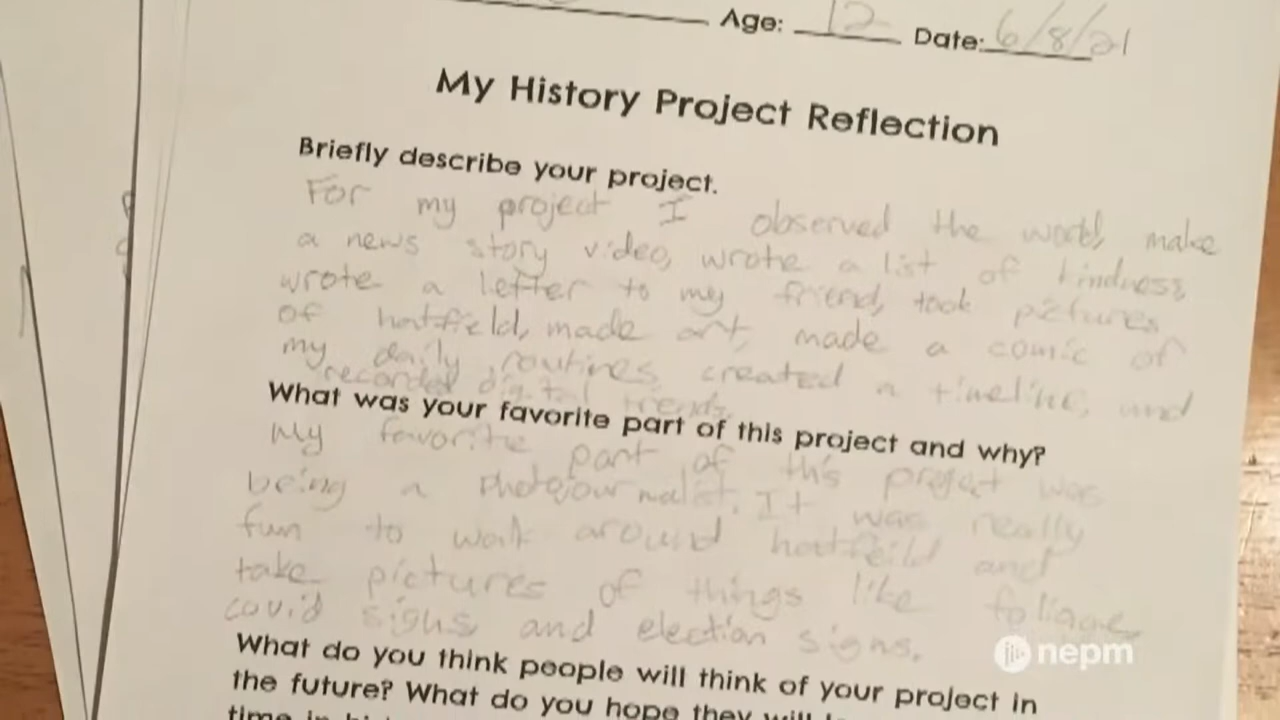 Age: 12 Date: 6/8/21
My History Project Reflection
Briefly describe your project.
For my project I observed the world, make
a news story video, wrote a list of kindness,
wrote a letter to my friend, took pictures
of hatfield, made art, made a comic of
my daily routines, created a timeline, and
recorded digital trends.
What was your favorite part of this project and why?
My favorite part of this project was
being a photojournalist. It was really
fun to walk around hatfeild and
take pictures of things like foliage,
covid signs, and election signs.
What do you think people will think of your project in
the future? What do you hope they will
time in
nepm